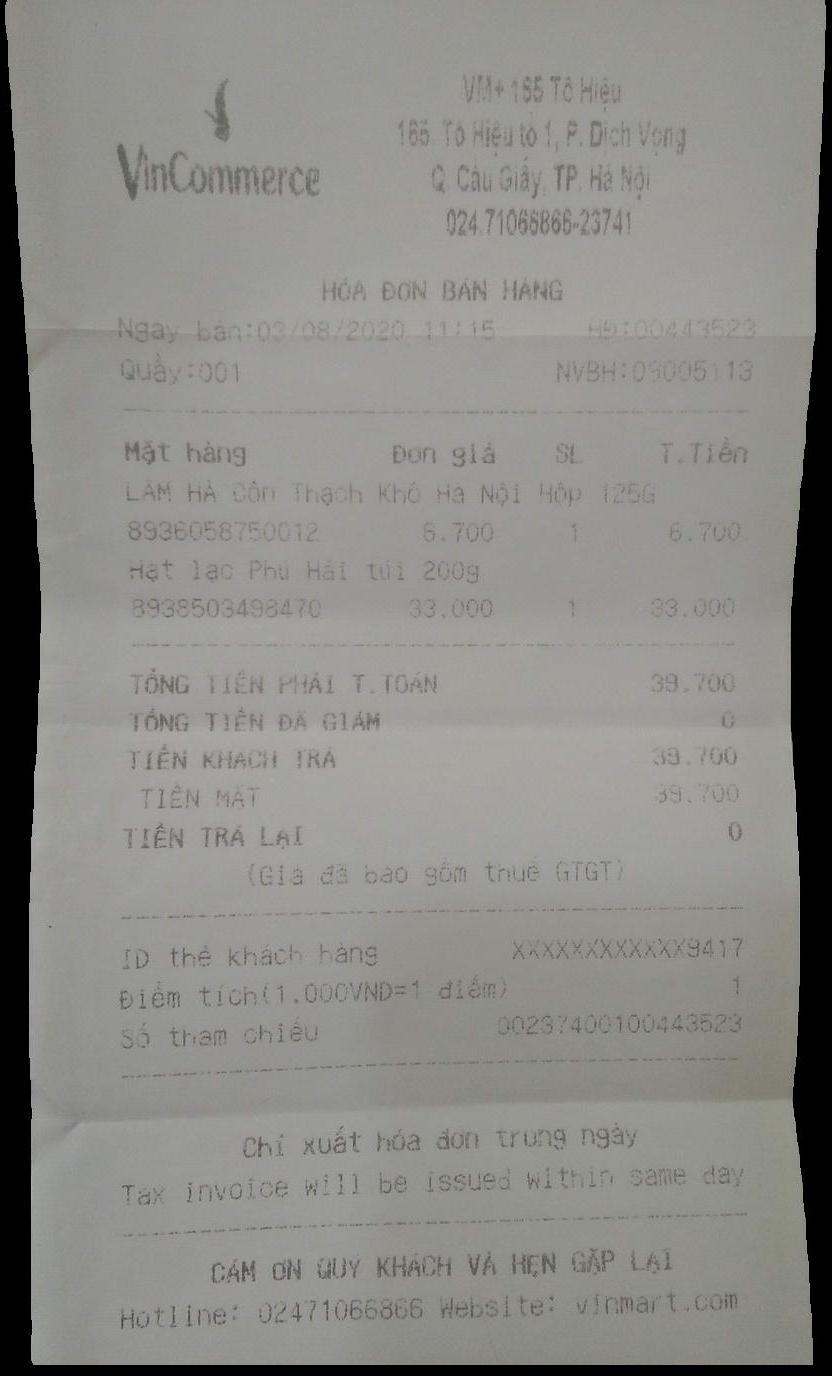 VinCommerce
VM+ 165 Tô Hiệu
165 Tô Hiệu tổ 1, P. Dịch Vọng
Q. Cầu Giấy, TP. Hà Nội
024.71066866-23741
HÓA ĐƠN BÁN HÀNG
Ngày bán:03/08/2020 11:15 HĐ:00443523
Quầy:001 NVBH:09005113
Mặt hàng Đơn giá SL T.Tiền
LÂM HÀ Côn Thạch Khô Hà Nội Hộp 125G
8936058750012 6.700 1 6.700
Hạt lạc Phú Hải túi 200g
8938503498470 33.000 1 33.000
TỔNG TIỀN PHẢI T.TOÁN 39.700
TỔNG TIỀN ĐÃ GIẢM 0
TIỀN KHÁCH TRẢ 39.700
TIỀN MẶT 39.700
TIỀN TRẢ LẠI 0
(Giá đã bao gồm thuế GTGT)
ID thẻ khách hàng XXXXXXXXXXXX9417
Điểm tích(1.000VND=1 điểm) 1
Số tham chiếu 00237400100443523
Chỉ xuất hóa đơn trong ngày
Tax invoice will be issued within same day
CẢM ƠN QUÝ KHÁCH VÀ HẸN GẶP LẠI
Hotline: 02471066866 Website: vinmart.com